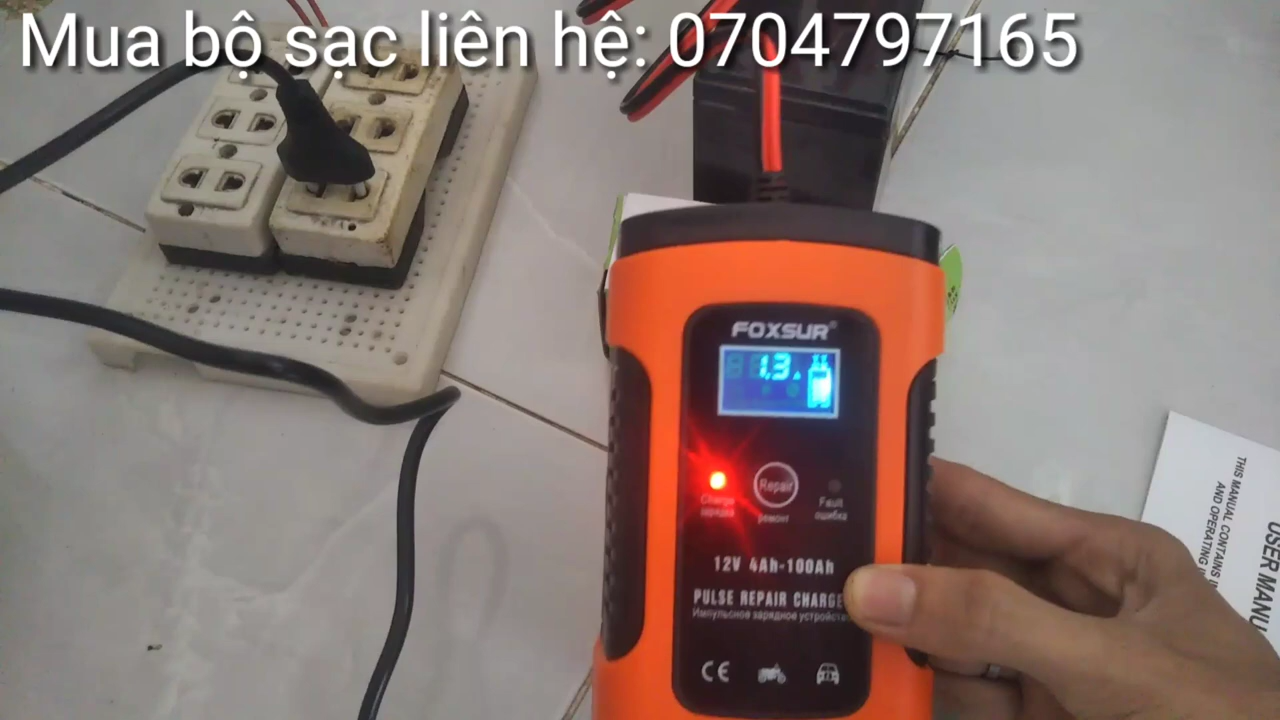 Mua bộ sạc liên hệ: 0704797165
FOXSUR®
1.3 A
Repair
Charge
зарядка
ремонт
Fault
ошибка
12V 4Ah-100Ah
PULSE REPAIR CHARGE
Импульсное зарядное устройств
CE
THIS MANUAL CONTAINS
AND OPERATING
USER MANU